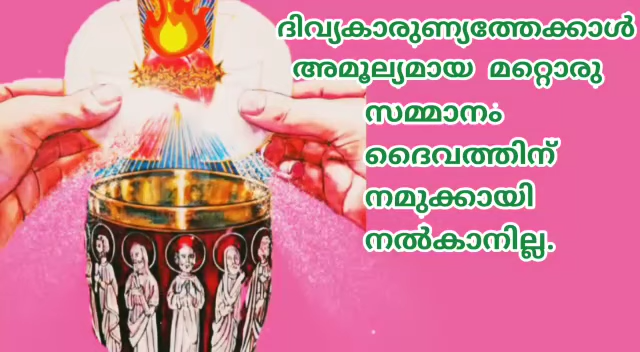 ദിവ്യകാരുണ്യത്തേക്കാൾ
അമൂല്യമായ മറ്റൊരു
സമ്മാനം
ദൈവത്തിന്
നമുക്കായി
നൽകാനില്ല.